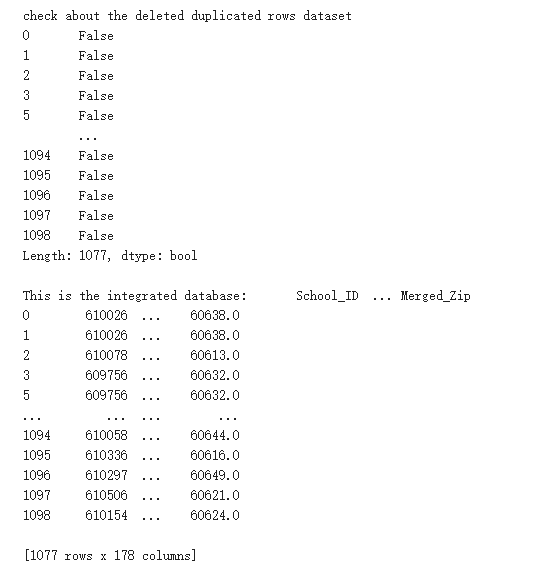 check about the deleted duplicated rows dataset
0 False
1 False
2 False
3 False
5 False
...
1094 False
1095 False
1096 False
1097 False
1098 False
Length: 1077, dtype: bool
This is the integrated database: School_ID ... Merged_Zip
0 610026 ... 60638.0
1 610026 ... 60638.0
2 610078 ... 60613.0
3 609756 ... 60632.0
5 609756 ... 60632.0
... ... ... ...
1094 610058 ... 60644.0
1095 610336 ... 60616.0
1096 610297 ... 60649.0
1097 610506 ... 60621.0
1098 610154 ... 60624.0
[1077 rows x 178 columns]